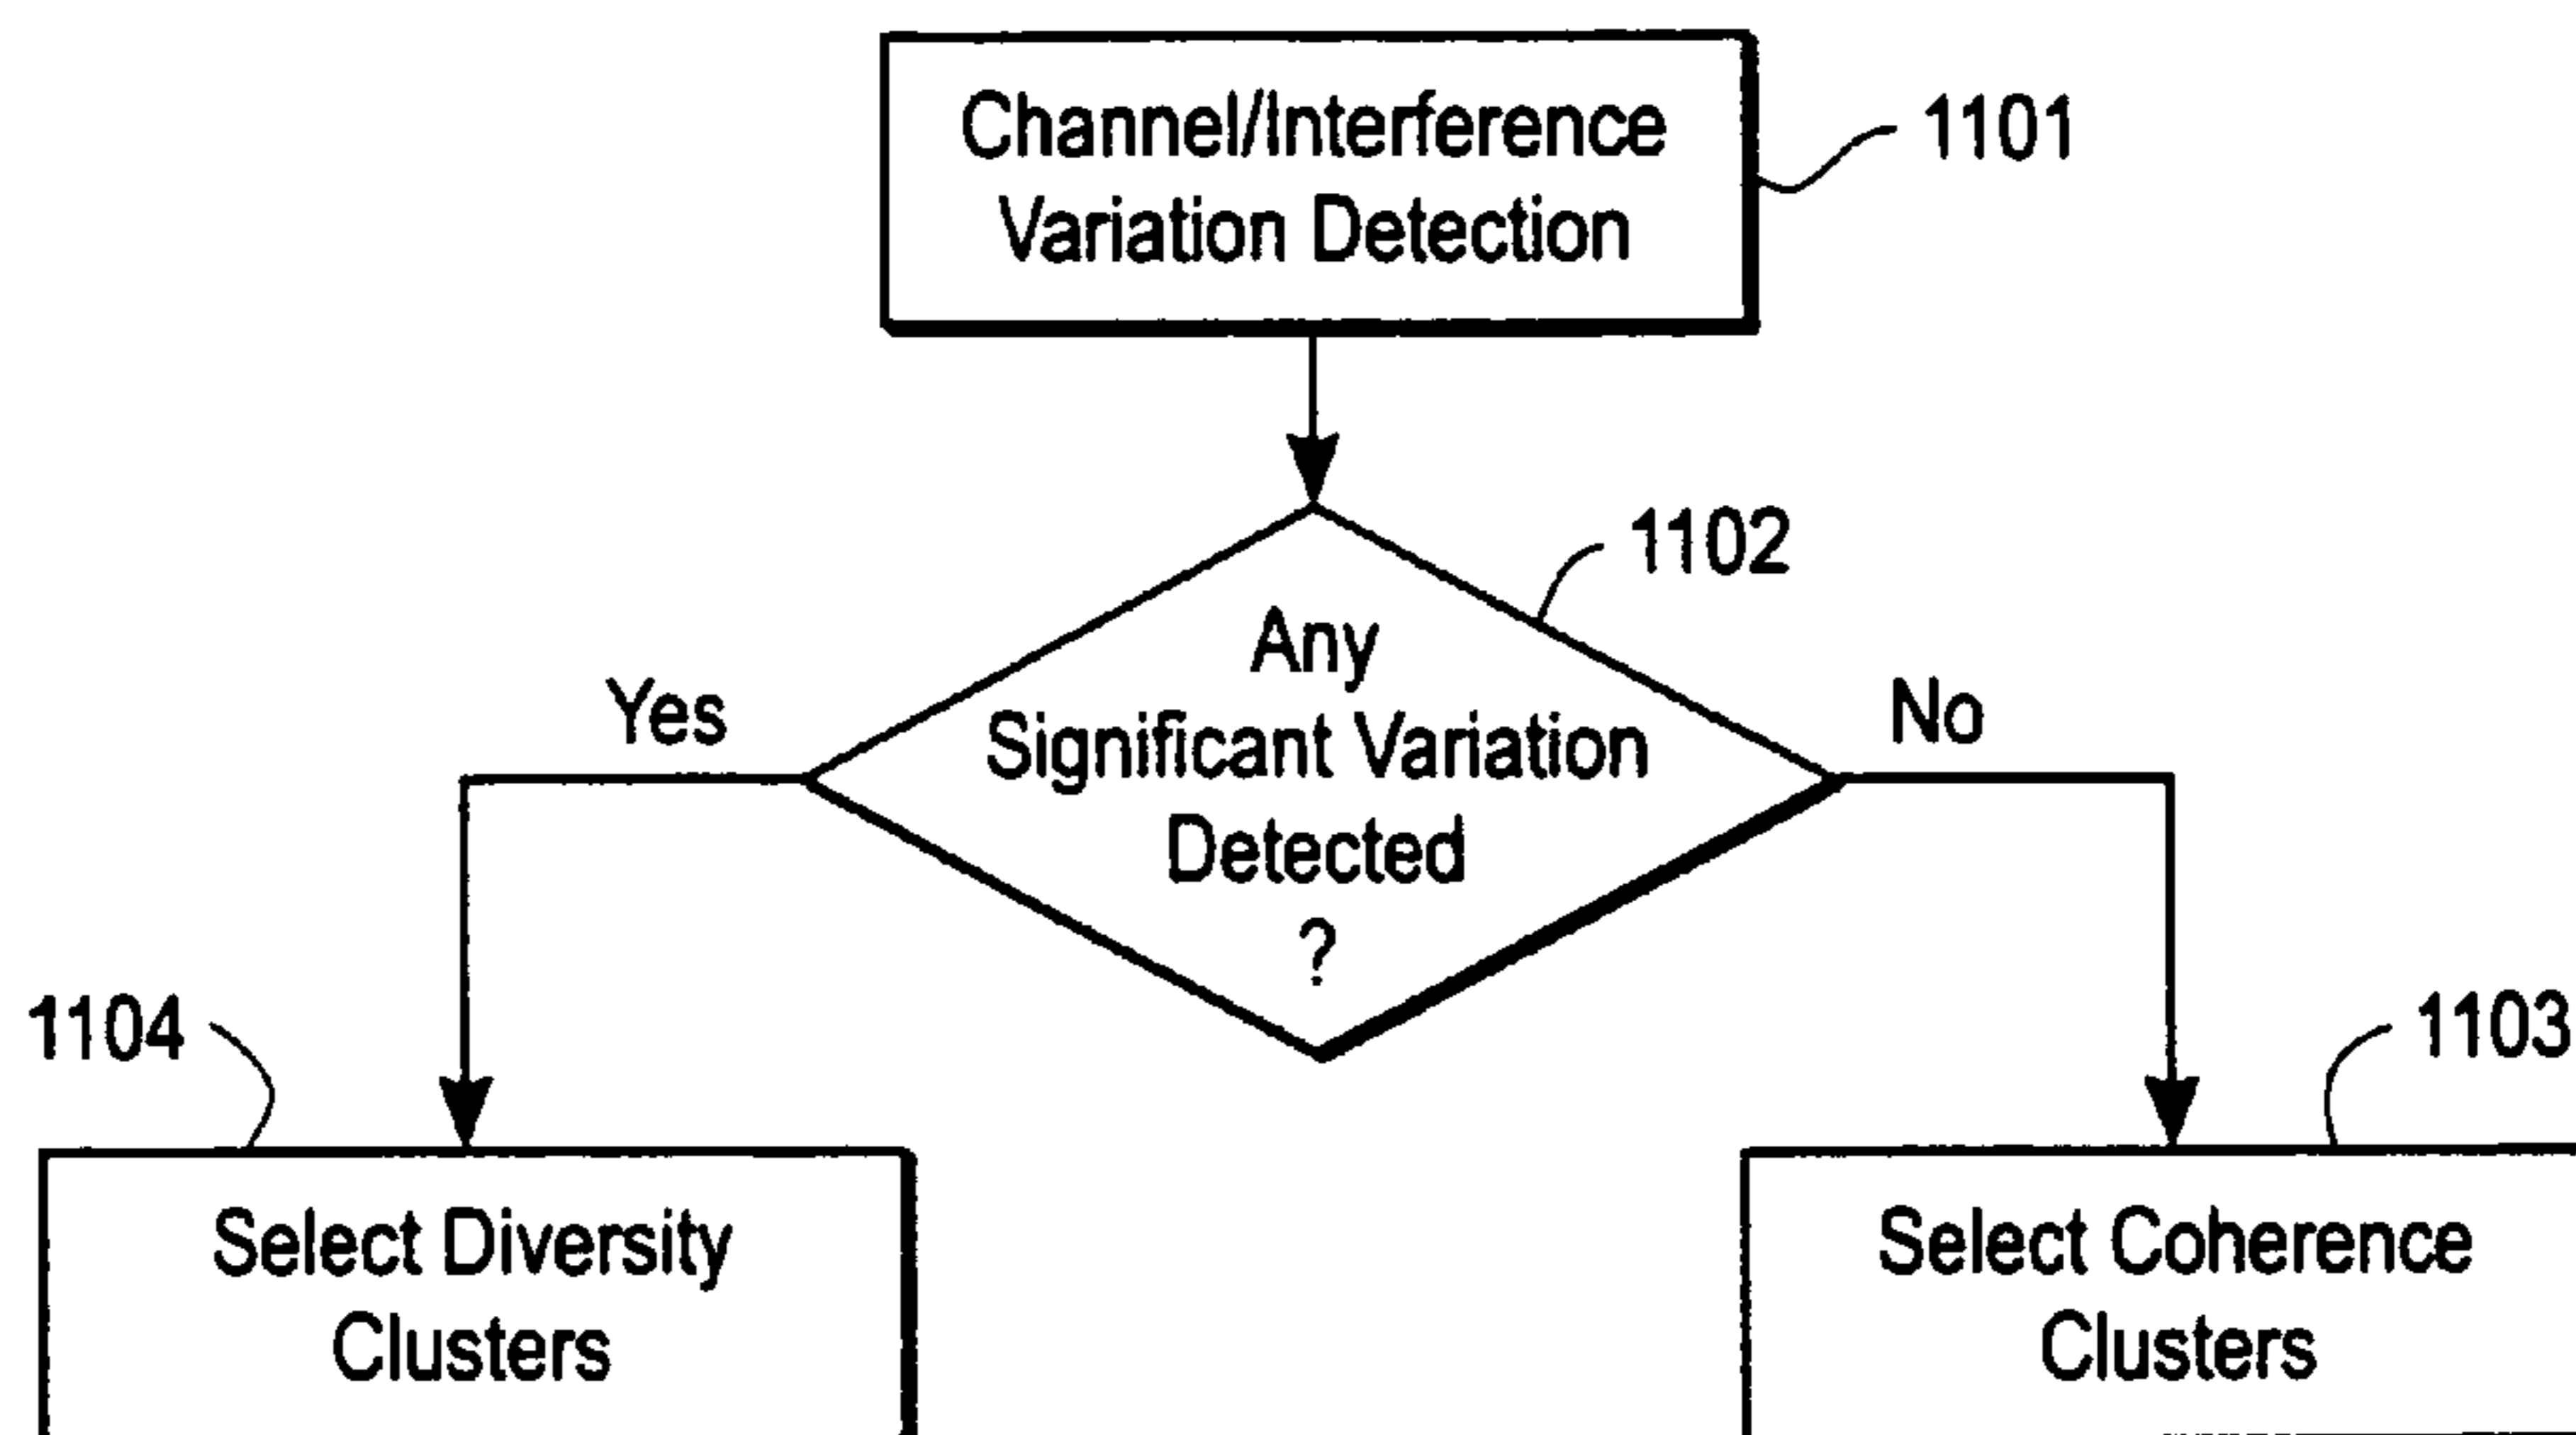 Channel/Interference
Variation Detection
1101
1102
Any
Significant Variation
Detected
?
Yes
No
1104
1103
Select Diversity
Clusters
Select Coherence
Clusters